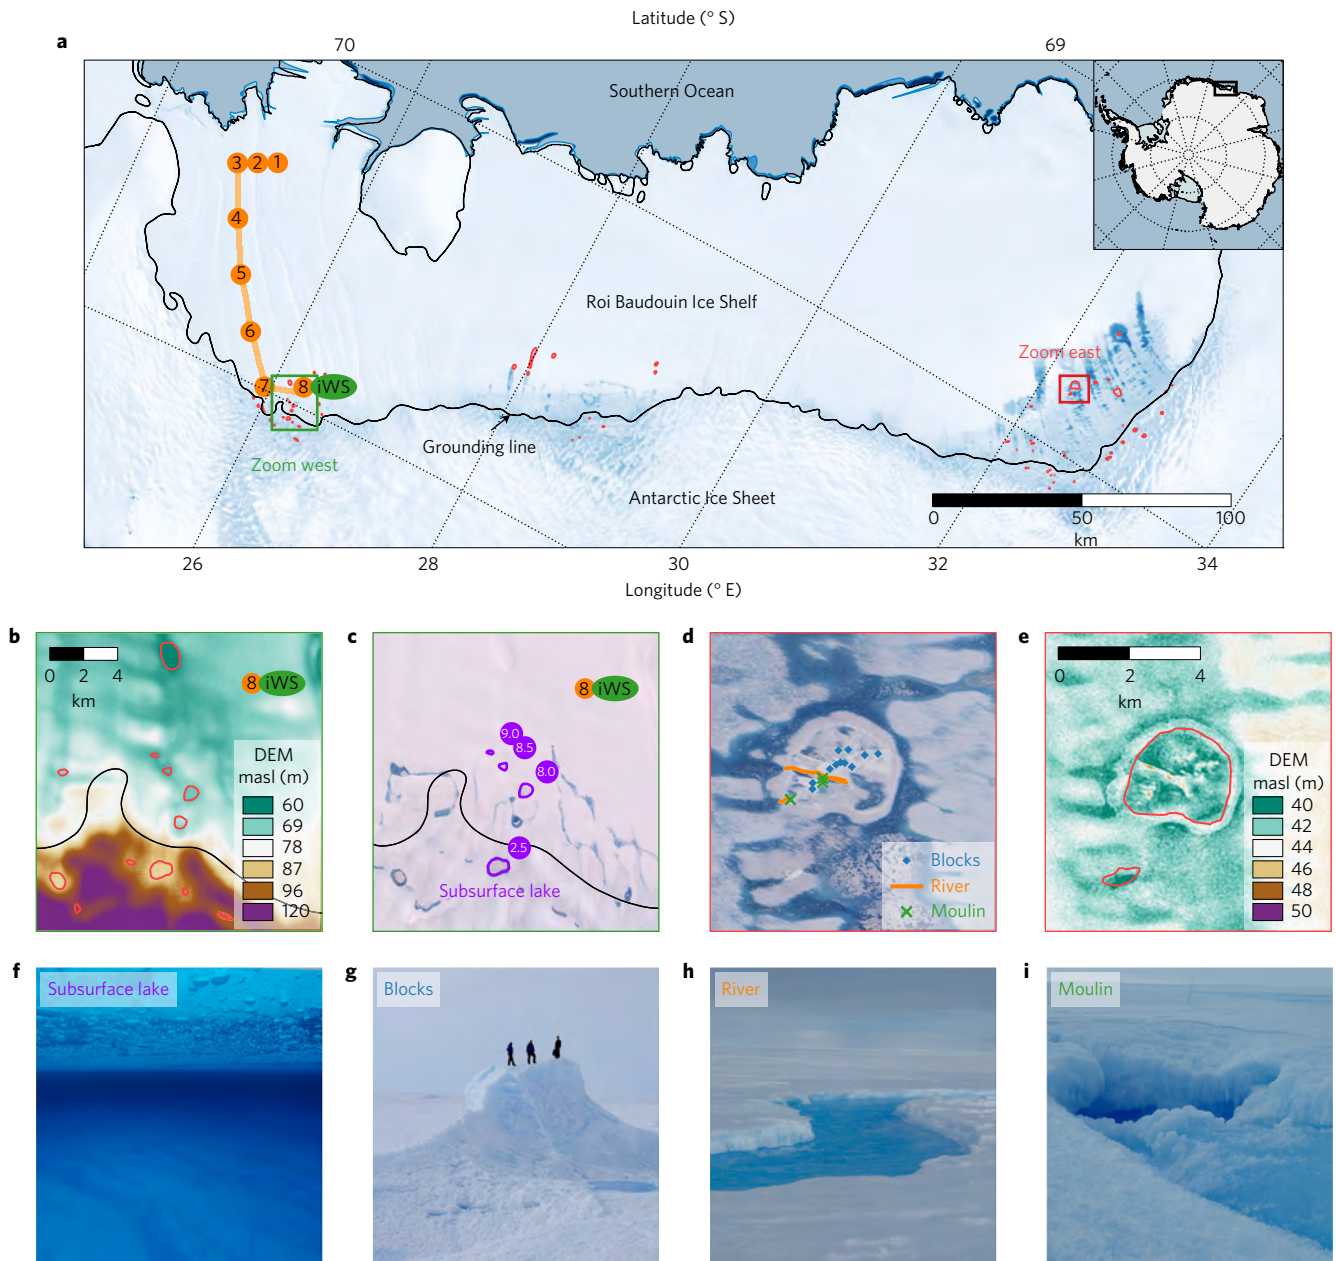 Latitude (° S)
a
70
69
Southern Ocean
3 2 1
4
5
6
7
8 iWS
Roi Baudouin Ice Shelf
Zoom east
Grounding line
Zoom west
Antarctic Ice Sheet
0 50 100
km
26 28 30 32 34
Longitude (° E)
b
0 4
km
8 iWS
DEM
masl (m)
60
69
78
87
96
120
c
8 iWS
9.0
8.5
8.0
2.5
Subsurface lake
d
Blocks
River
Moulin
e
0 2 4
km
DEM
masl (m)
40
42
44
46
48
50
f
Subsurface lake
g
Blocks
h
River
i
Moulin